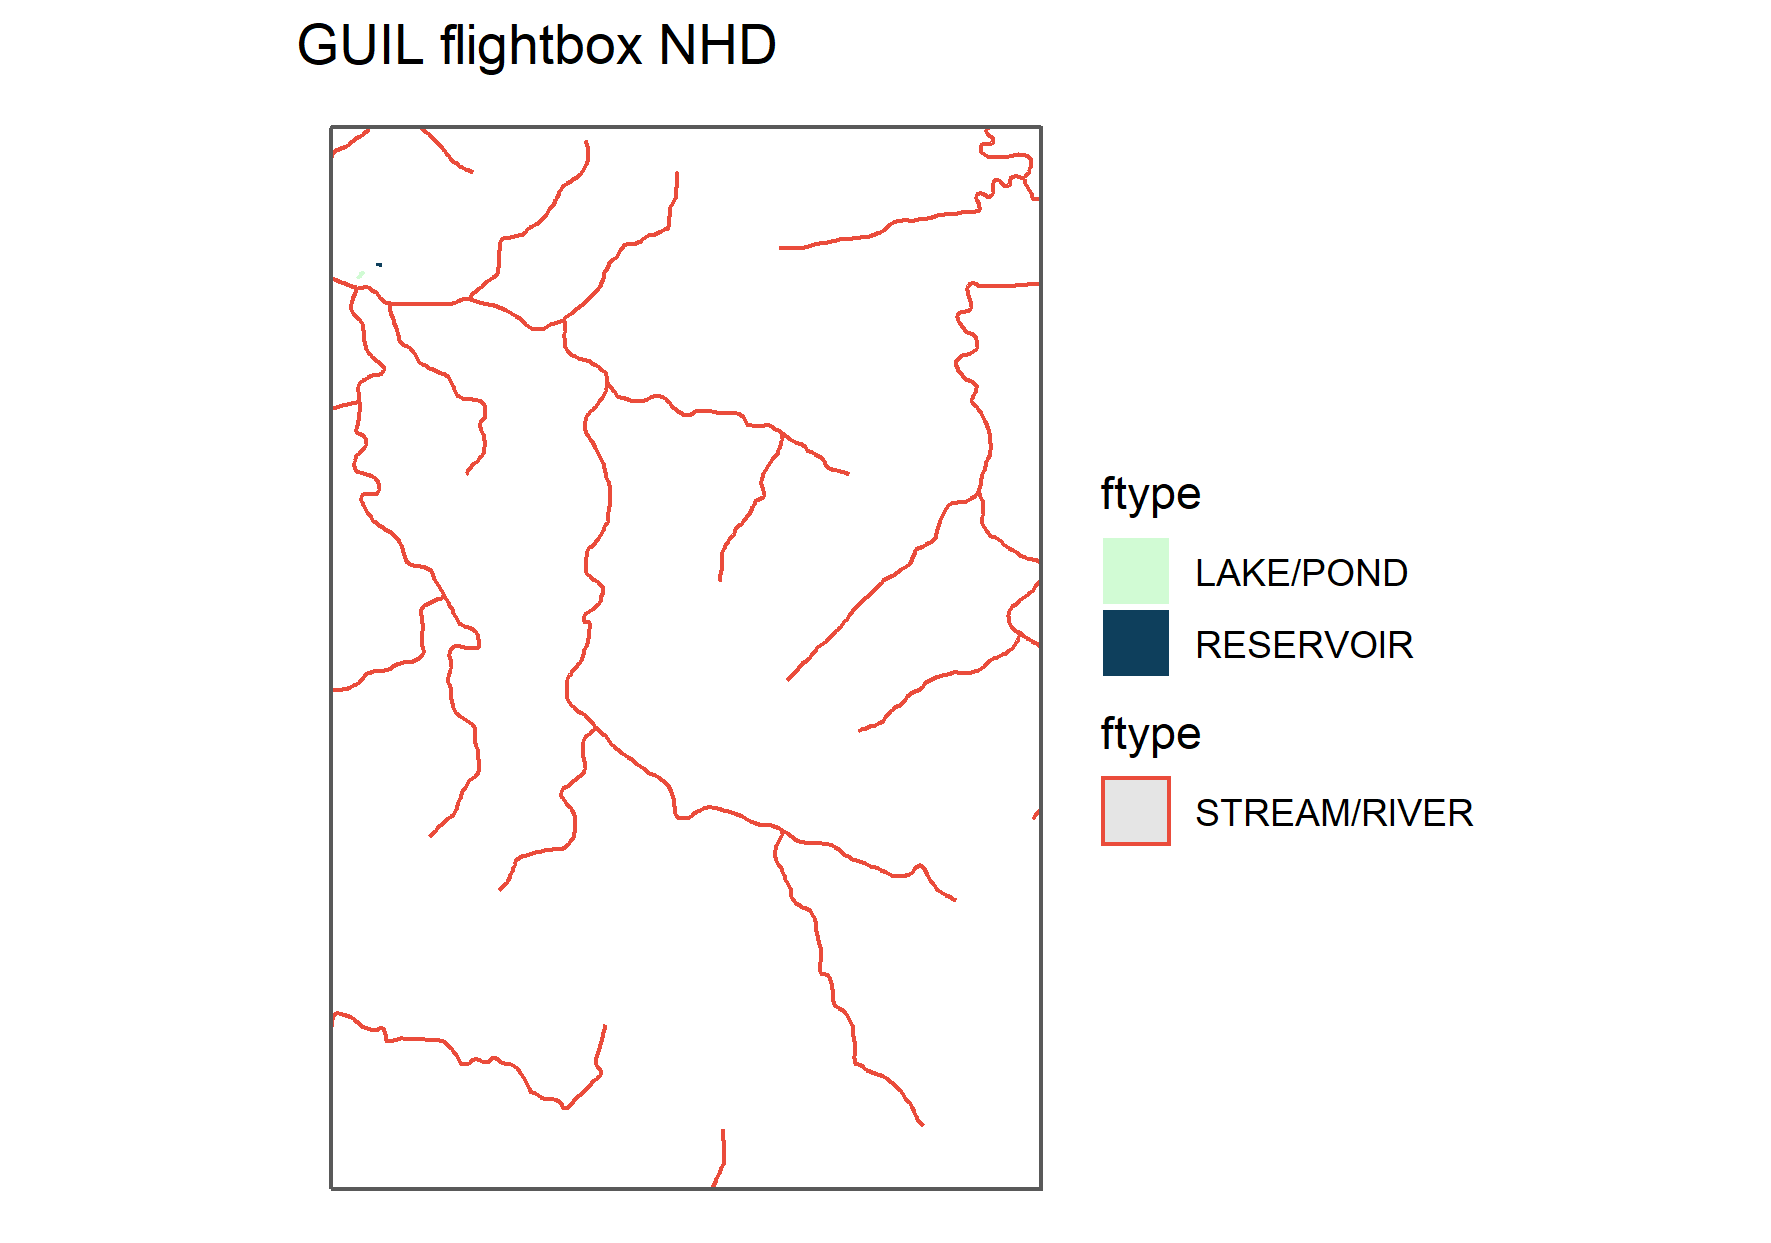 GUIL flightbox NHD
ftype
LAKE/POND
RESERVOIR
ftype
STREAM/RIVER